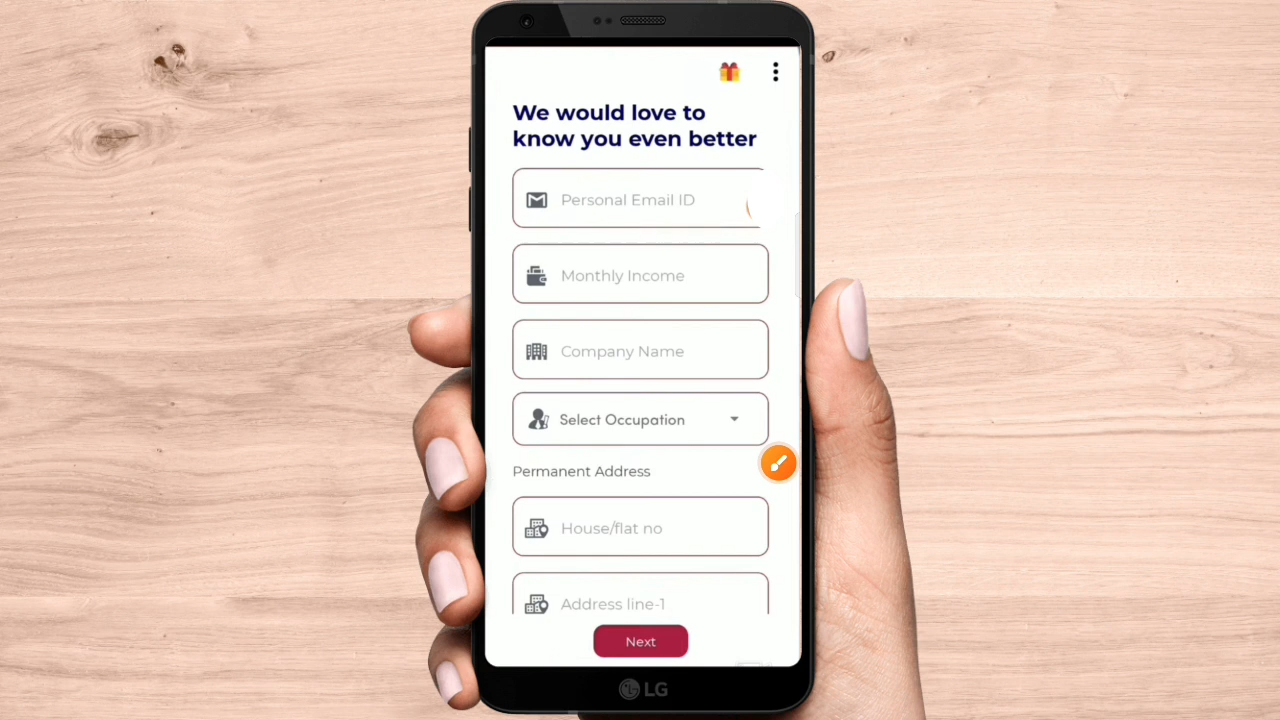 We would love to
know you even better
Personal Email ID
Monthly Income
Company Name
Select Occupation
Permanent Address
House/flat no
Address line-1
Next
LG